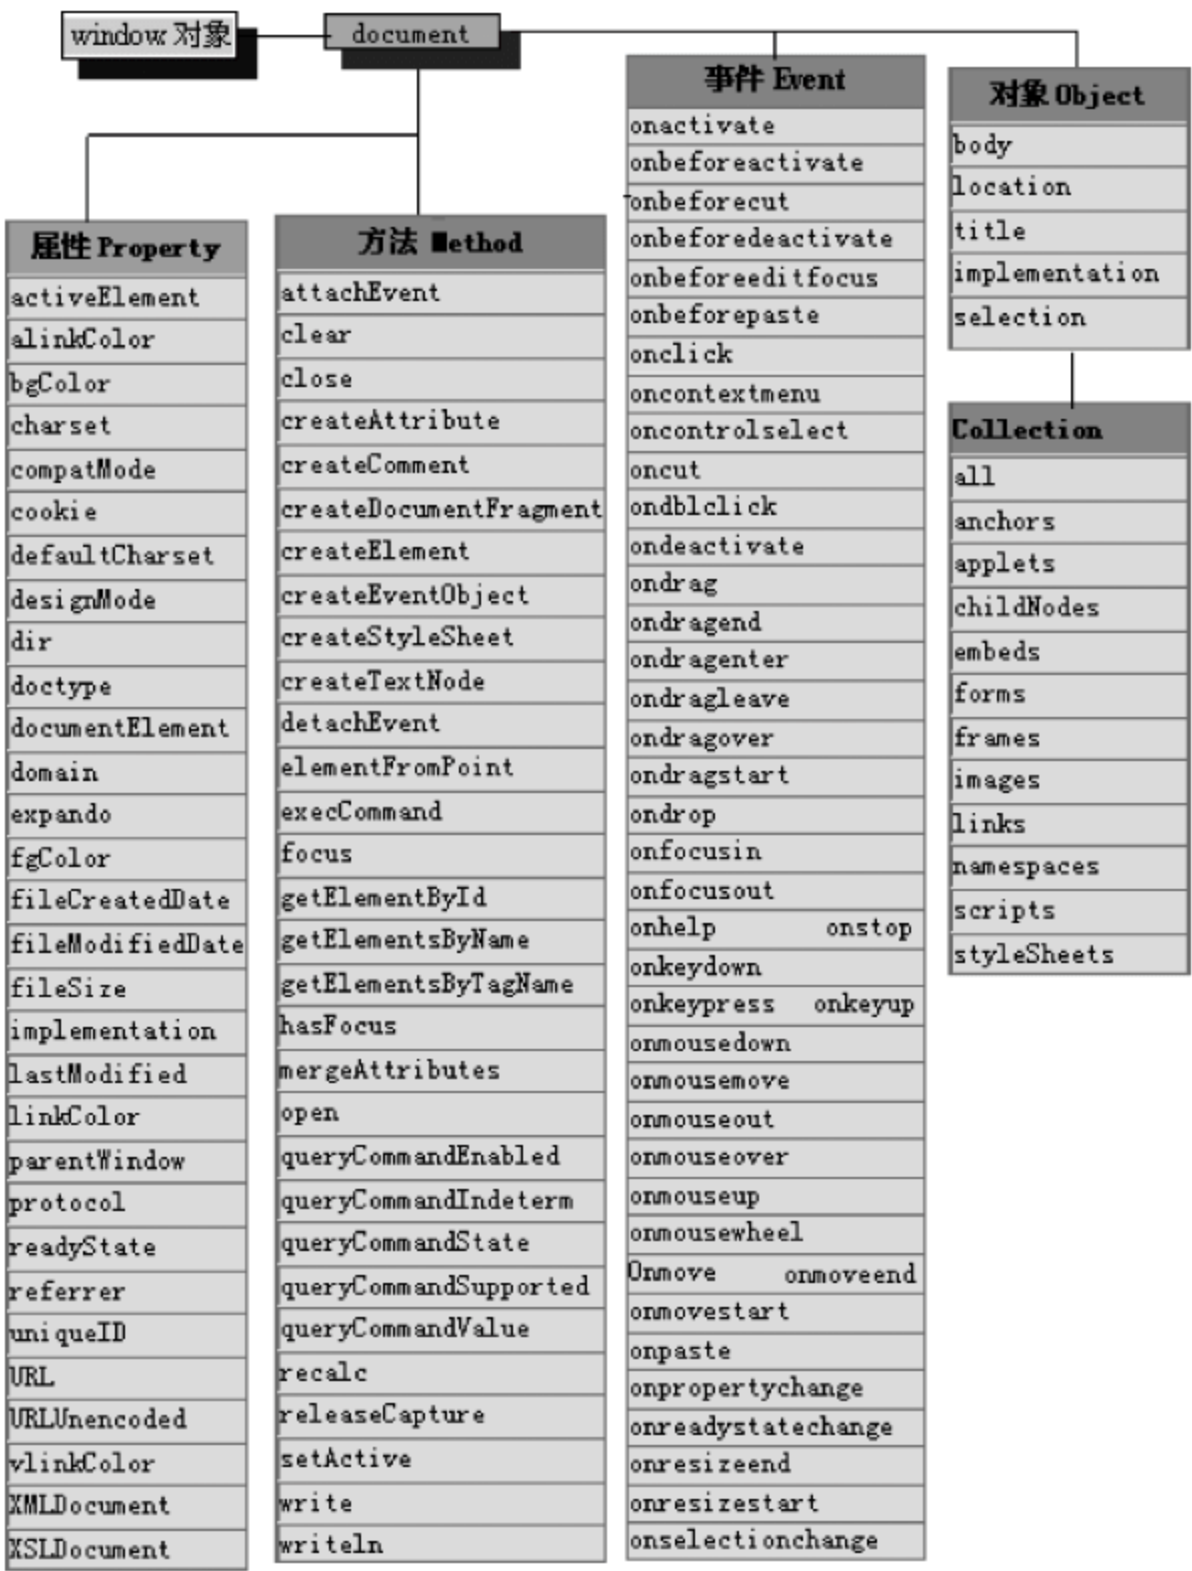 window 对象
document
属性 Property
activeElement
alinkColor
bgColor
charset
compatMode
cookie
defaultCharset
designMode
dir
doctype
documentElement
domain
expando
fgColor
fileCreatedDate
fileModifiedDate
fileSize
implementation
lastModified
linkColor
parentWindow
protocol
readyState
referrer
uniqueID
URL
URLUnencoded
vlinkColor
XMLDocument
XSLDocument
方法 Method
attachEvent
clear
close
createAttribute
createComment
createDocumentFragment
createElement
createEventObject
createStyleSheet
createTextNode
detachEvent
elementFromPoint
execCommand
focus
getElementById
getElementsByName
getElementsByTagName
hasFocus
mergeAttributes
open
queryCommandEnabled
queryCommandIndeterm
queryCommandState
queryCommandSupported
queryCommandValue
recalc
releaseCapture
setActive
write
writeln
事件 Event
onactivate
onbeforeactivate
onbeforecut
onbeforedeactivate
onbeforeeditfocus
onbeforepaste
onclick
oncontextmenu
oncontrolselect
oncut
ondblclick
ondeactivate
ondrag
ondragend
ondragenter
ondragleave
ondragover
ondragstart
ondrop
onfocusin
onfocusout
onhelp onstop
onkeydown
onkeypress onkeyup
onmousedown
onmousemove
onmouseout
onmouseover
onmouseup
onmousewheel
Onmove onmoveend
onmovestart
onpaste
onpropertychange
onreadystatechange
onresizeend
onresizestart
onselectionchange
对象 Object
body
location
title
implementation
selection
Collection
all
anchors
applets
childNodes
embeds
forms
frames
images
links
namespaces
scripts
styleSheets